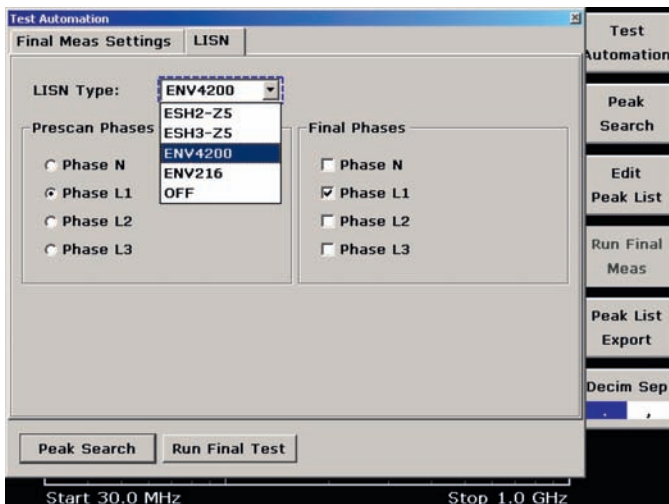 Test Automation
Final Meas Settings
LISN
LISN Type:
ENV4200
ESH2-Z5
ESH3-Z5
ENV4200
ENV216
OFF
Prescan Phases
Phase N
Phase L1
Phase L2
Phase L3
Final Phases
Phase N
Phase L1
Phase L2
Phase L3
Peak Search
Run Final Test
Start 30.0 MHz
Stop 1.0 GHz
Test
Automation
Peak
Search
Edit
Peak List
Run Final
Meas
Peak List
Export
Decim Sep
. ,